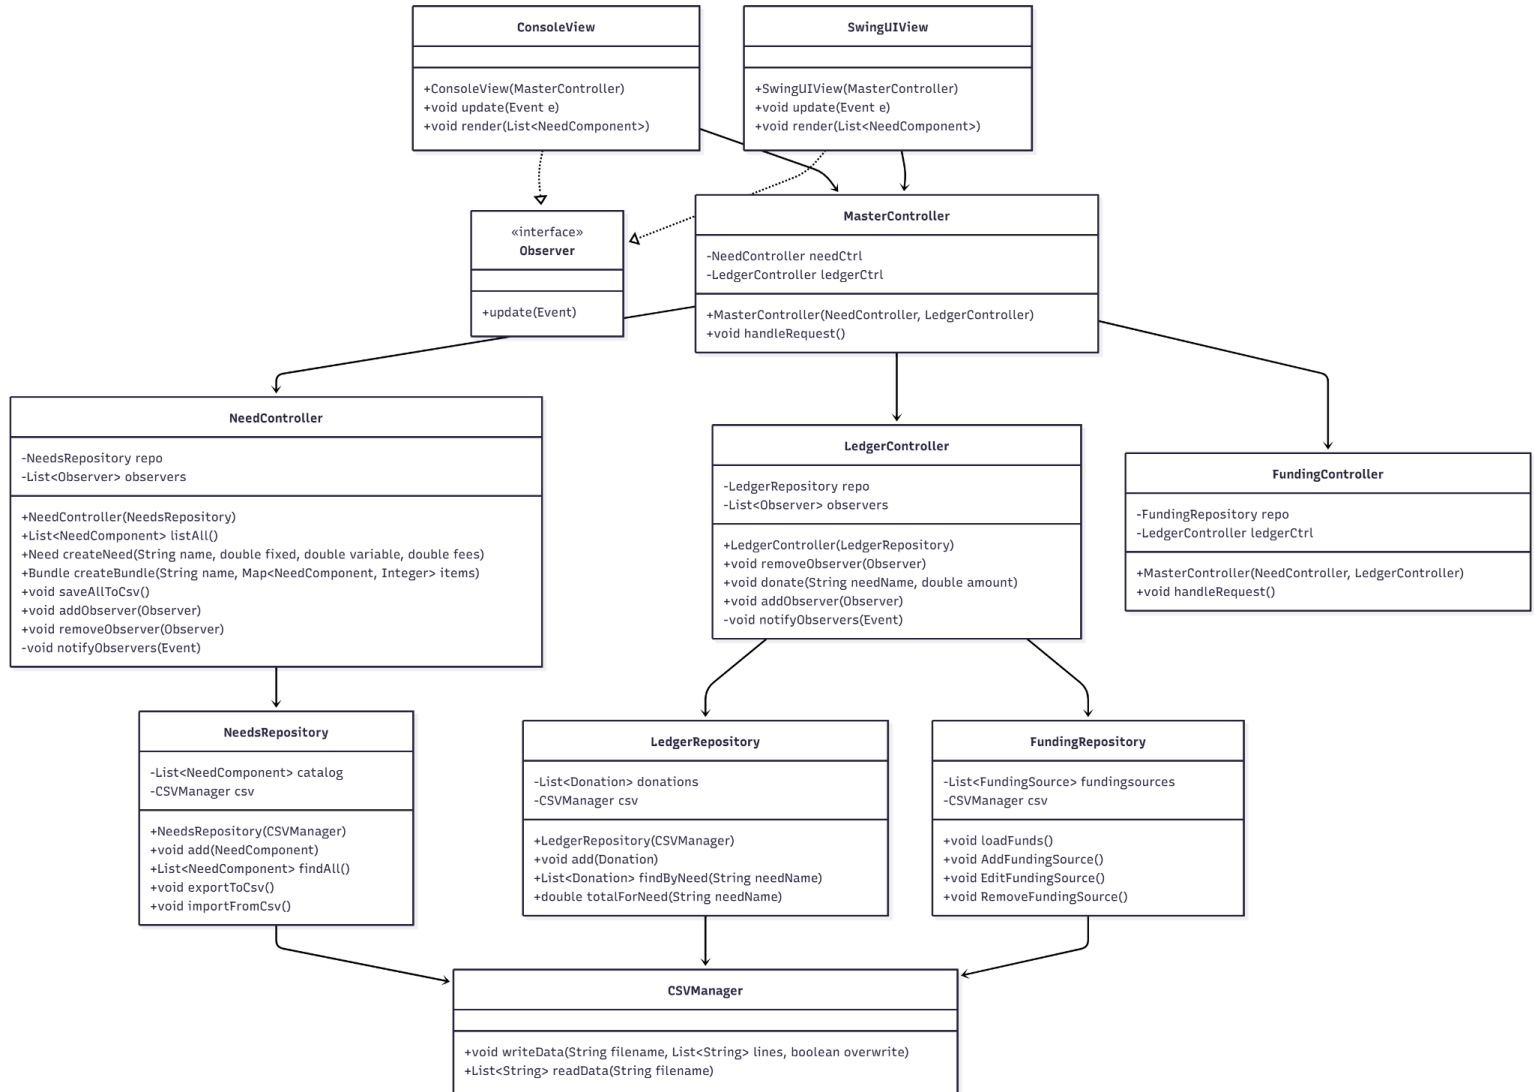 ConsoleView
+ConsoleView(MasterController)
+void update(Event e)
+void render(List<NeedComponent>)
SwingUIView
+SwingUIView(MasterController)
+void update(Event e)
+void render(List<NeedComponent>)
«interface»
Observer
+update(Event)
MasterController
-NeedController needCtrl
-LedgerController ledgerCtrl
+MasterController(NeedController, LedgerController)
+void handleRequest()
NeedController
-NeedsRepository repo
-List<Observer> observers
+NeedController(NeedsRepository)
+List<NeedComponent> listAll()
+Need createNeed(String name, double fixed, double variable, double fees)
+Bundle createBundle(String name, Map<NeedComponent, Integer> items)
+void saveAllToCsv()
+void addObserver(Observer)
+void removeObserver(Observer)
-void notifyObservers(Event)
LedgerController
-LedgerRepository repo
-List<Observer> observers
+LedgerController(LedgerRepository)
+void removeObserver(Observer)
+void donate(String needName, double amount)
+void addObserver(Observer)
-void notifyObservers(Event)
FundingController
-FundingRepository repo
-LedgerController ledgerCtrl
+MasterController(NeedController, LedgerController)
+void handleRequest()
NeedsRepository
-List<NeedComponent> catalog
-CSVManager csv
+NeedsRepository(CSVManager)
+void add(NeedComponent)
+List<NeedComponent> findAll()
+void exportToCsv()
+void importFromCsv()
LedgerRepository
-List<Donation> donations
-CSVManager csv
+LedgerRepository(CSVManager)
+void add(Donation)
+List<Donation> findByNeed(String needName)
+double totalForNeed(String needName)
FundingRepository
-List<FundingSource> fundingsources
-CSVManager csv
+void loadFunds()
+void AddFundingSource()
+void EditFundingSource()
+void RemoveFundingSource()
CSVManager
+void writeData(String filename, List<String> lines, boolean overwrite)
+List<String> readData(String filename)